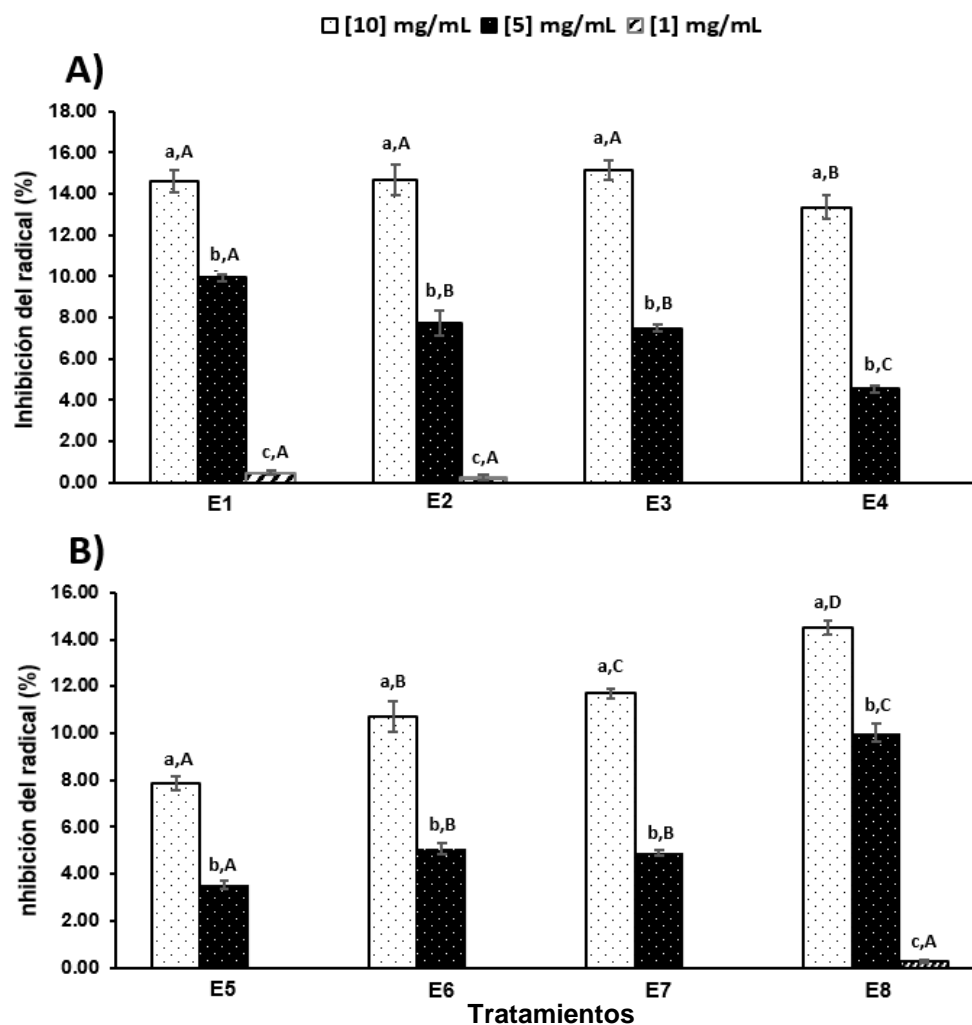 [10] mg/mL [5] mg/mL [1] mg/mL
A)
Inhibición del radical (%)
18.00
16.00
14.00
12.00
10.00
8.00
6.00
4.00
2.00
0.00
a,A a,A a,A a,B
b,A b,B b,B b,C
c,A c,A
E1 E2 E3 E4
B)
nhibición del radical (%)
16.00
14.00
12.00
10.00
8.00
6.00
4.00
2.00
0.00
a,A a,B a,C a,D
b,A b,B b,B b,C
c,A
E5 E6 E7 E8
Tratamientos